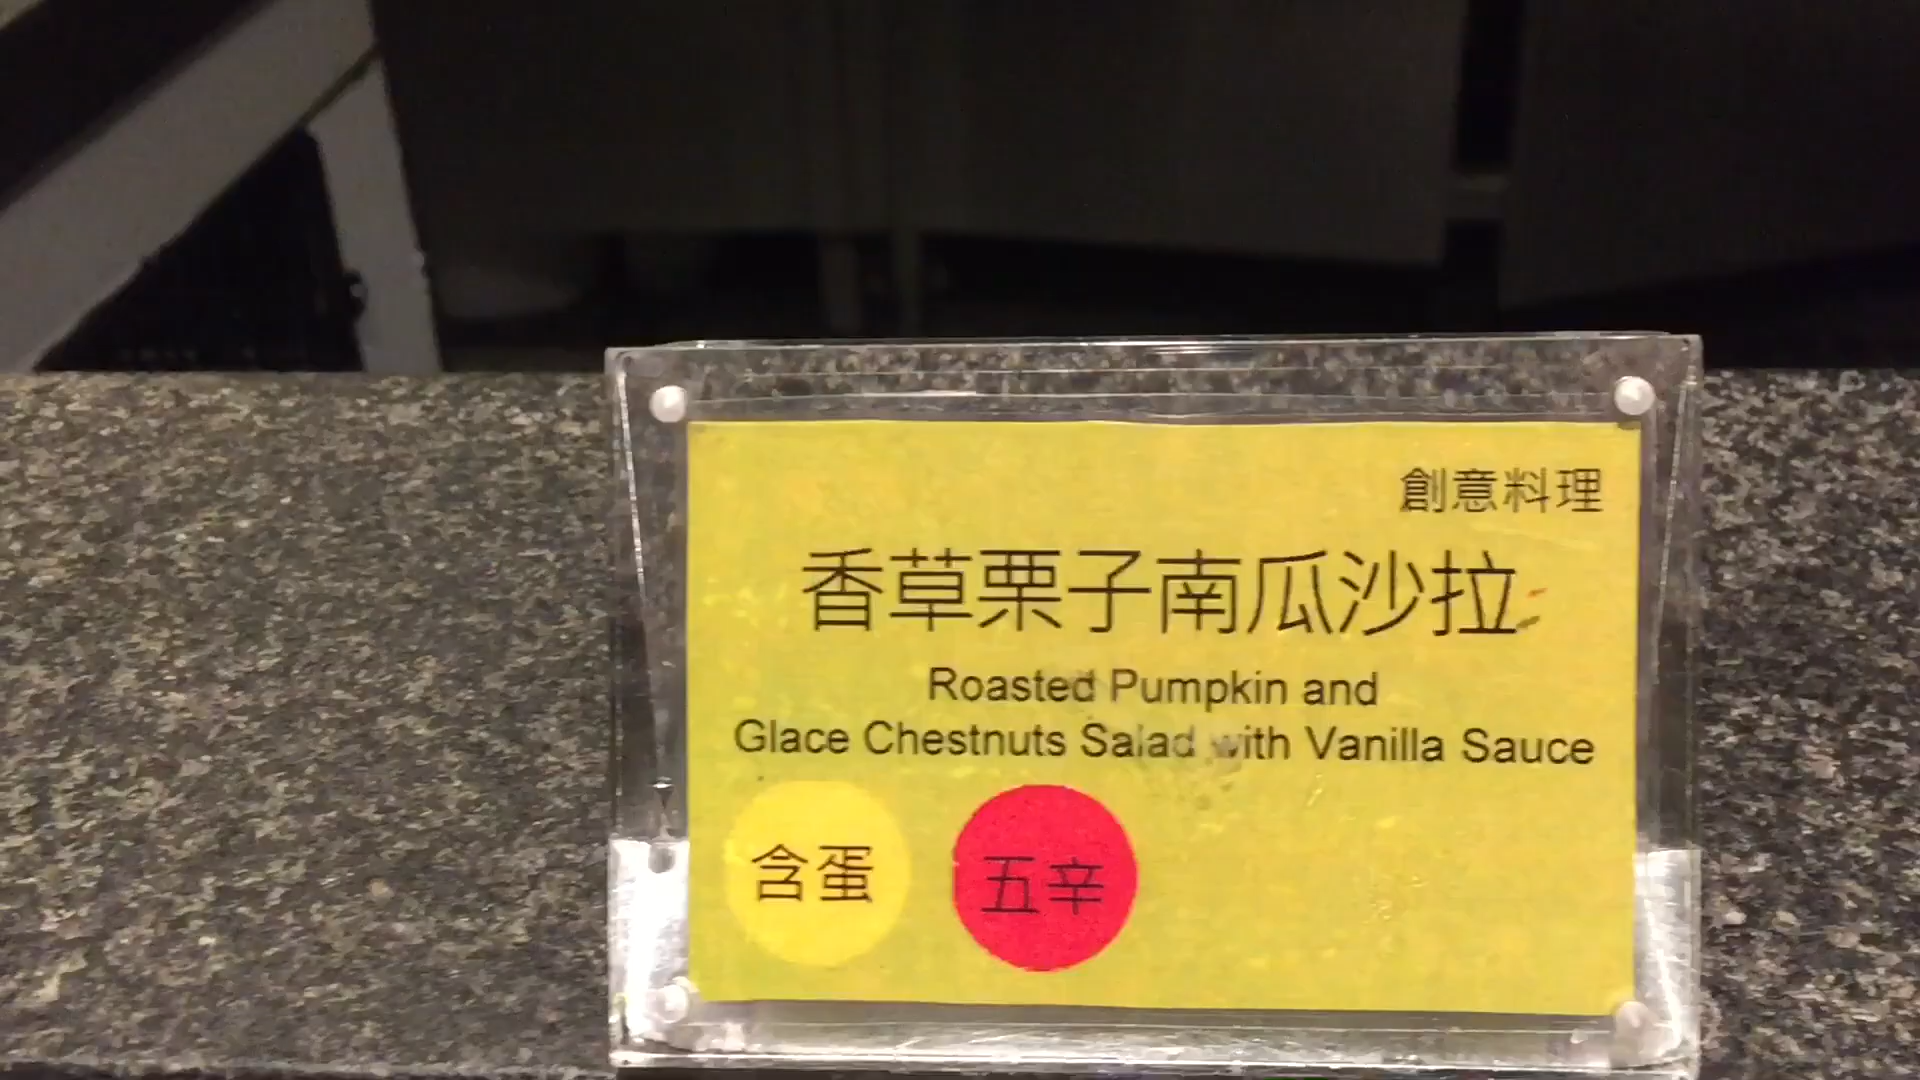 創意料理
香草栗子南瓜沙拉
Roasted Pumpkin and
Glace Chestnuts Salad with Vanilla Sauce
含蛋
五辛